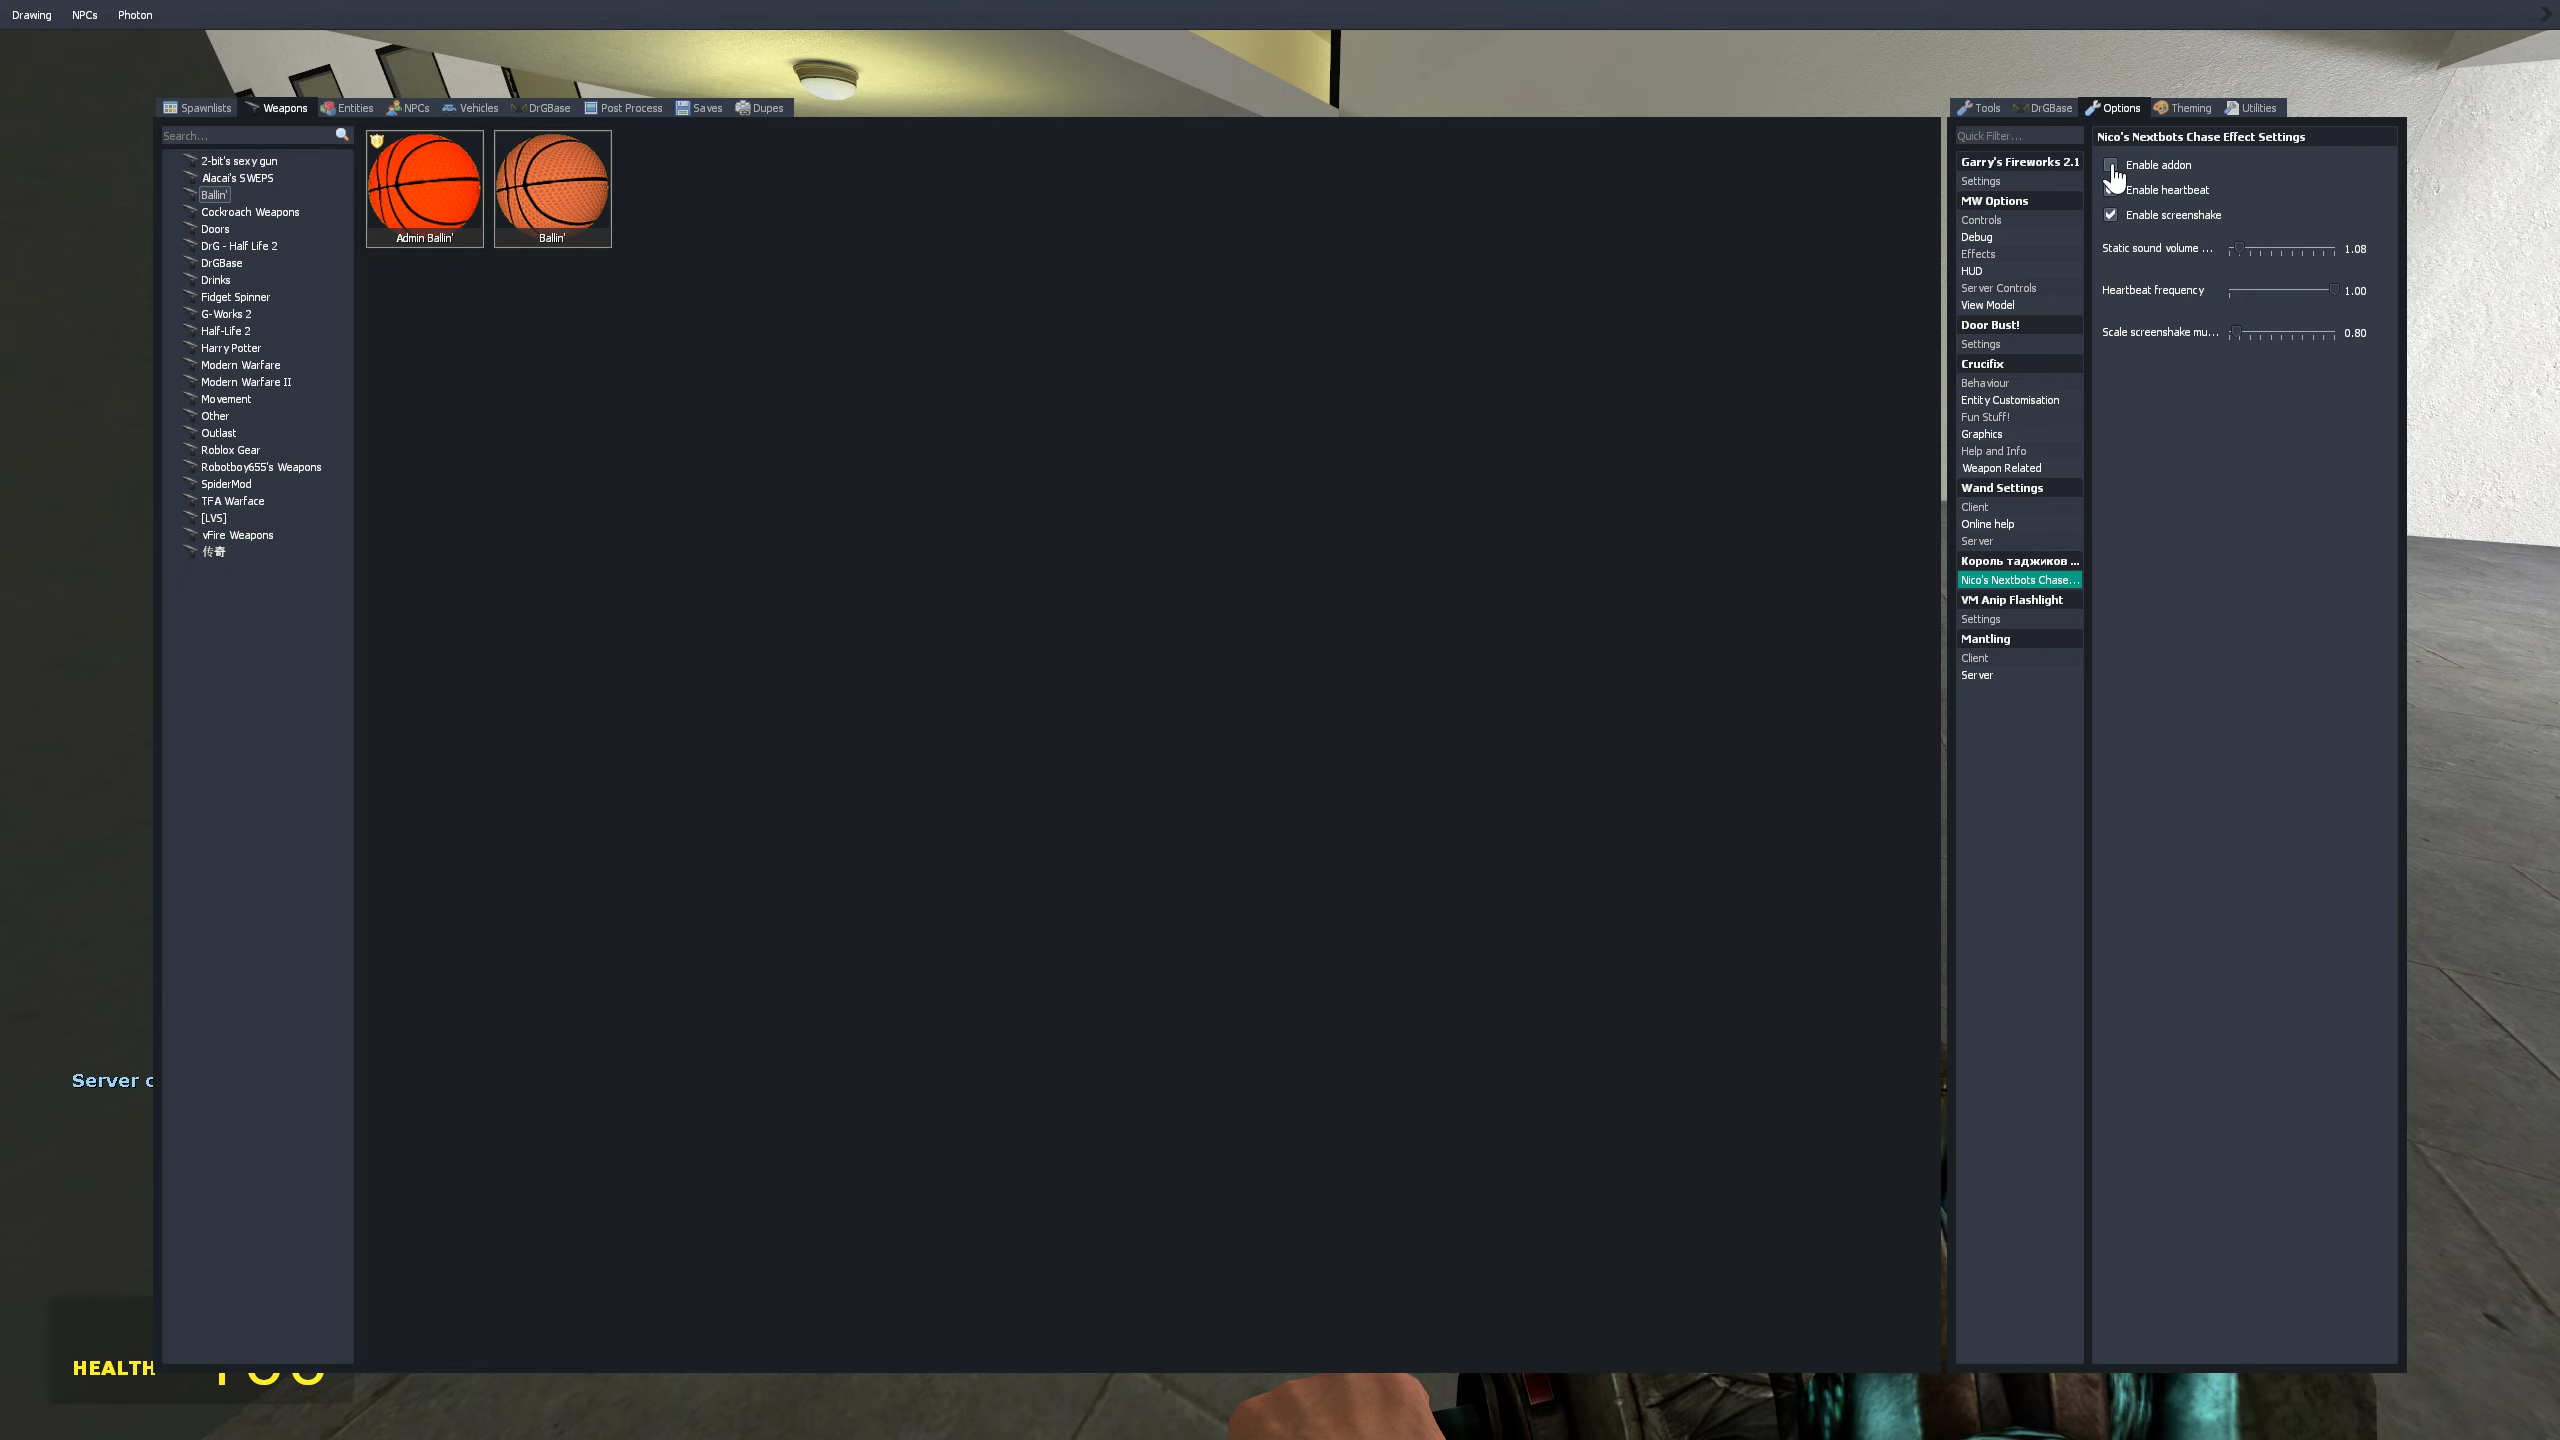 Drawing NPCs Photon
Spawnlists Weapons Entities NPCs Vehicles DrGBase Post Process Saves Dupes
Search...
2-bit's sexy gun
Alacai's SWEPS
Ballin'
Cockroach Weapons
Doors
DrG - Half Life 2
DrGBase
Drinks
Fidget Spinner
G-Works 2
Half-Life 2
Harry Potter
Modern Warfare
Modern Warfare II
Movement
Other
Outlast
Roblox Gear
Robotboy655's Weapons
SpiderMod
TFA Warface
[LVS]
vFire Weapons
传奇
Admin Ballin'
Ballin'
Tools DrGBase Options Theming Utilities
Quick Filter...
Garry's Fireworks 2.1
Settings
MW Options
Controls
Debug
Effects
HUD
Server Controls
View Model
Door Bust!
Settings
Crucifix
Behaviour
Entity Customisation
Fun Stuff!
Graphics
Help and Info
Weapon Related
Wand Settings
Client
Online help
Server
Король таджиков ...
Nico's Nextbots Chase...
VM Anip Flashlight
Settings
Mantling
Client
Server
Nico's Nextbots Chase Effect Settings
Enable addon
Enable heartbeat
Enable screenshake
Static sound volume ... 1.08
Heartbeat frequency 1.00
Scale screenshake mu... 0.80
Server c
HEALTH